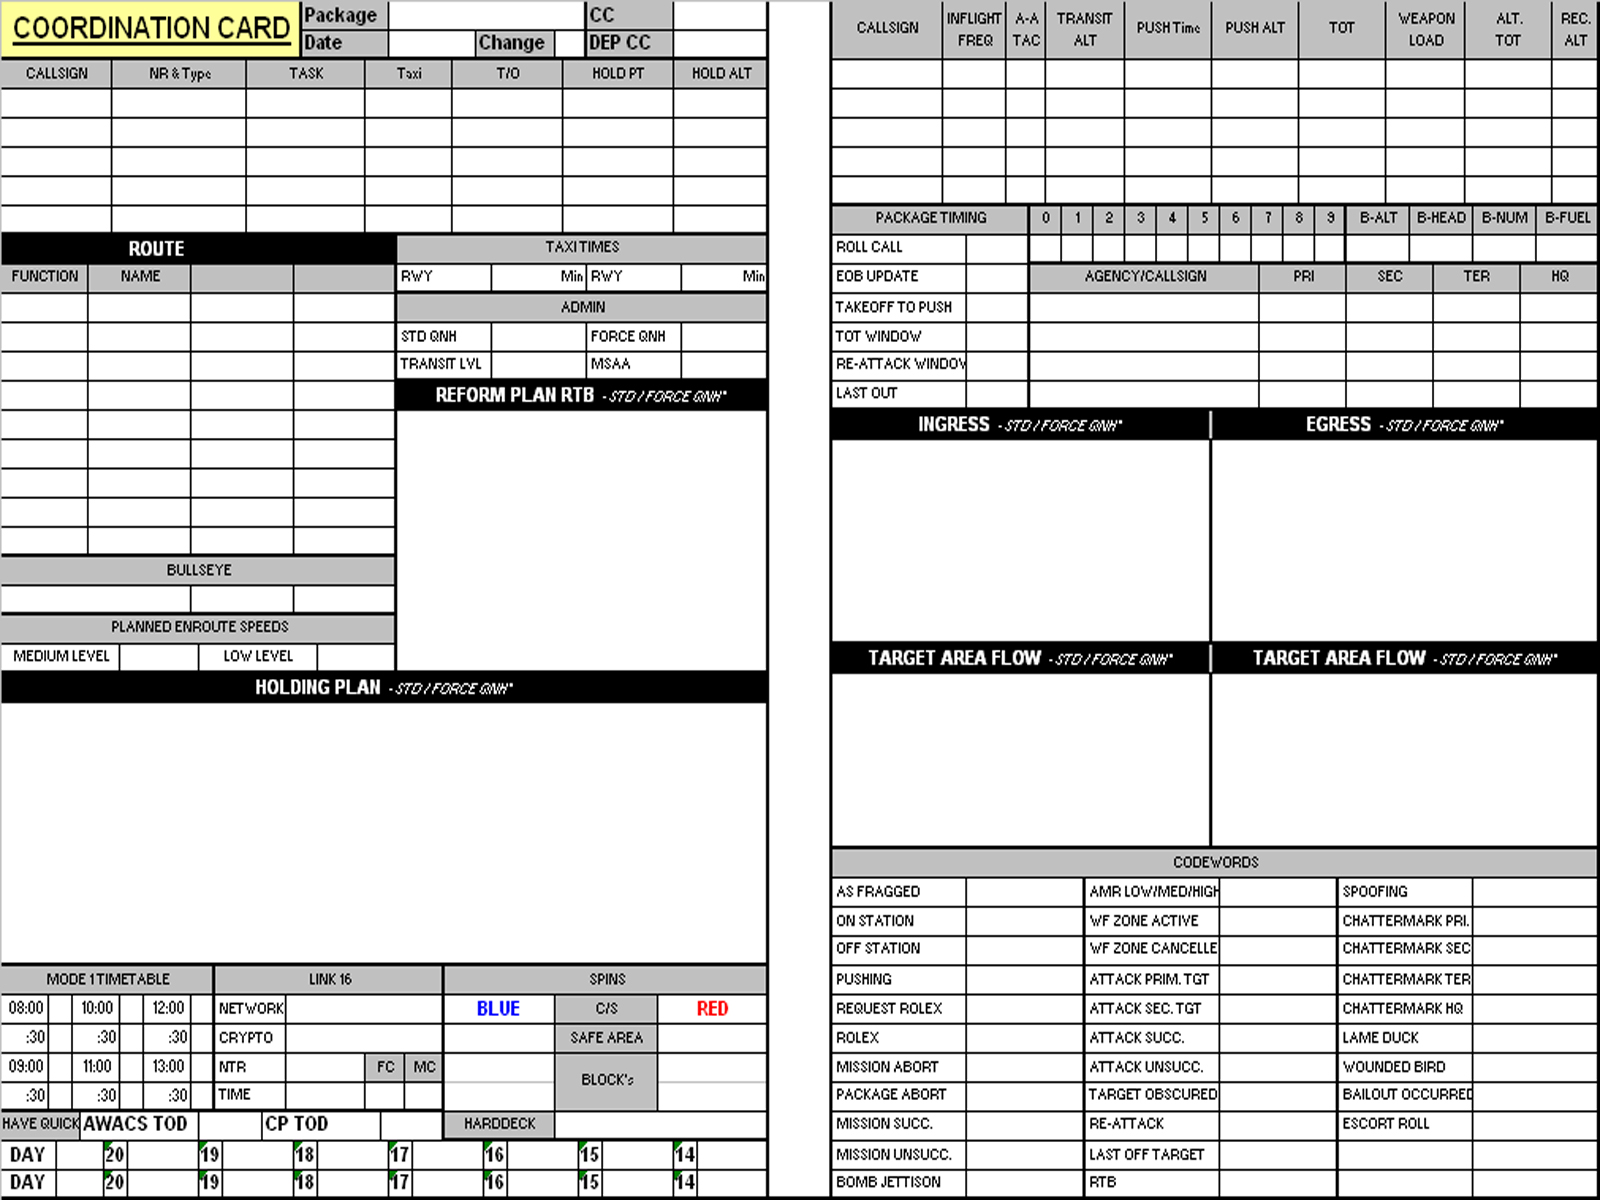 COORDINATION CARD
Package
CC
Date
Change
DEP CC
CALLSIGN NR & Type TASK Taxi T/O HOLD PT HOLD ALT
ROUTE
FUNCTION NAME
TAXI TIMES
RWY Min RWY Min
ADMIN
STD QNH FORCE QNH
TRANSIT LVL MSAA
REFORM PLAN RTB - STD / FORCE QNH*
BULLSEYE
PLANNED ENROUTE SPEEDS
MEDIUM LEVEL LOW LEVEL
HOLDING PLAN - STD / FORCE QNH*
MODE 1 TIMETABLE
08:00 10:00 12:00
:30 :30 :30
09:00 11:00 13:00
:30 :30 :30
LINK 16
NETWORK
CRYPTO
NTR FC MC
TIME
SPINS
BLUE C/S RED
SAFE AREA
BLOCK's
HAVE QUICK AWACS TOD CP TOD HARDDECK
DAY 20 19 18 17 16 15 14
DAY 20 19 18 17 16 15 14
CALLSIGN INFLIGHT FREQ A-A TAC TRANSIT ALT PUSH Time PUSH ALT TOT WEAPON LOAD ALT. TOT REC. ALT
PACKAGE TIMING 0 1 2 3 4 5 6 7 8 9 B-ALT B-HEAD B-NUM B-FUEL
ROLL CALL
EOB UPDATE AGENCY/CALLSIGN PRI SEC TER HQ
TAKEOFF TO PUSH
TOT WINDOW
RE-ATTACK WINDOW
LAST OUT
INGRESS - STD / FORCE QNH*
EGRESS - STD / FORCE QNH*
TARGET AREA FLOW - STD / FORCE QNH*
TARGET AREA FLOW - STD / FORCE QNH*
CODEWORDS
AS FRAGGED AMR LOW/MED/HIGH SPOOFING
ON STATION WF ZONE ACTIVE CHATTERMARK PRI.
OFF STATION WF ZONE CANCELLE CHATTERMARK SEC
PUSHING ATTACK PRIM. TGT CHATTERMARK TER
REQUEST ROLEX ATTACK SEC. TGT CHATTERMARK HQ
ROLEX ATTACK SUCC. LAME DUCK
MISSION ABORT ATTACK UNSUCC. WOUNDED BIRD
PACKAGE ABORT TARGET OBSCURED BAILOUT OCCURRED
MISSION SUCC. RE-ATTACK ESCORT ROLL
MISSION UNSUCC. LAST OFF TARGET
BOMB JETTISON RTB